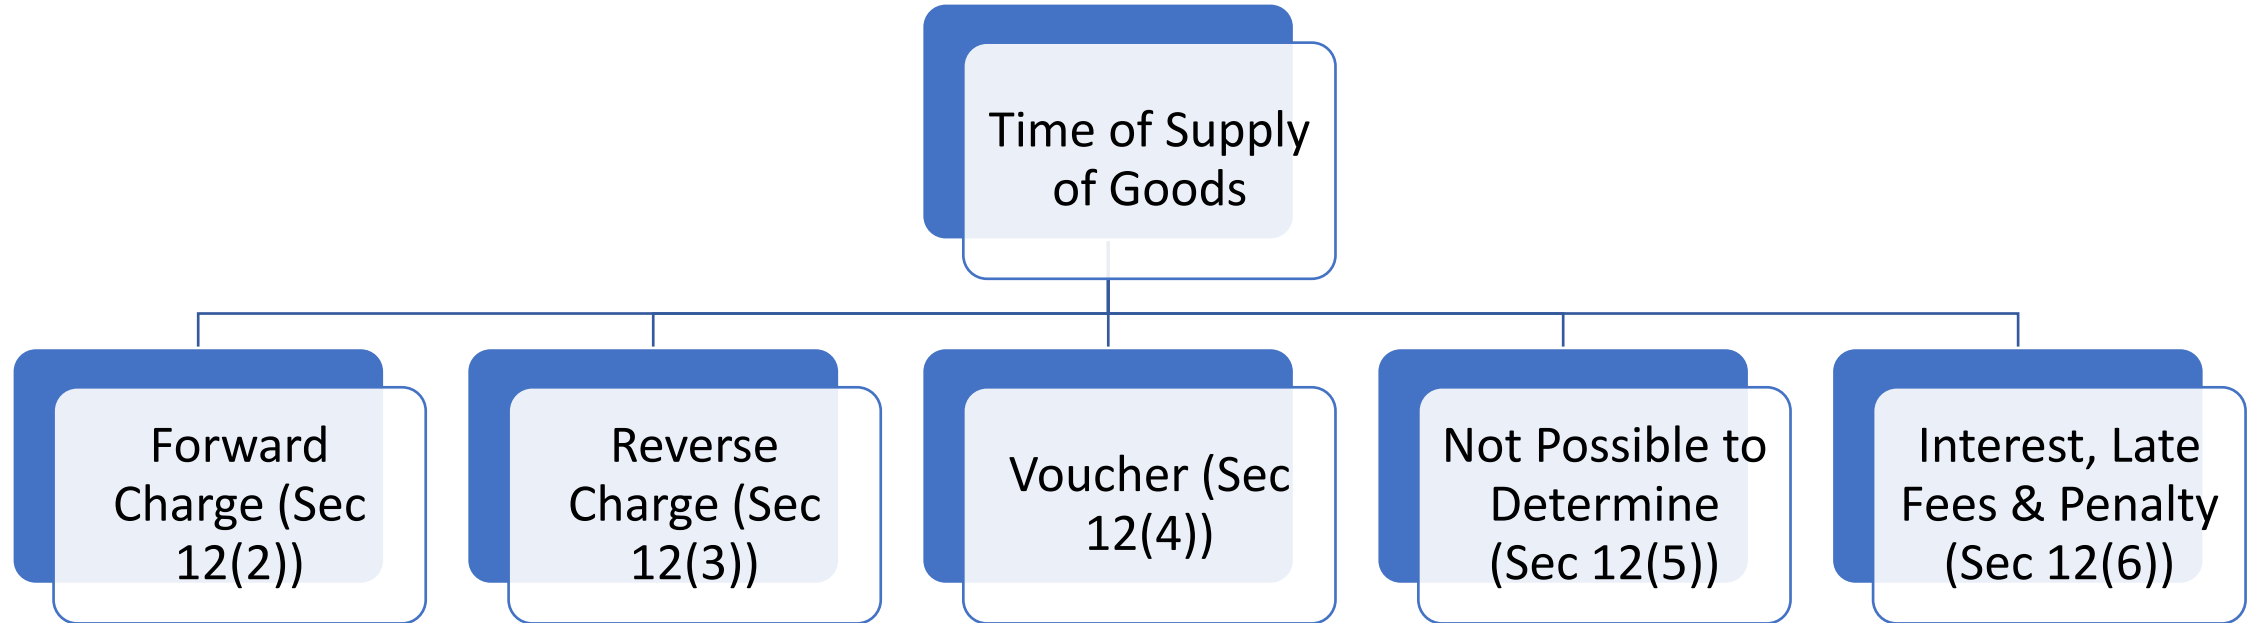 Time of Supply
of Goods
Forward
Charge (Sec
12(2))
Reverse
Charge (Sec
12(3))
Voucher (Sec
12(4))
Not Possible to
Determine
(Sec 12(5))
Interest, Late
Fees & Penalty
(Sec 12(6))